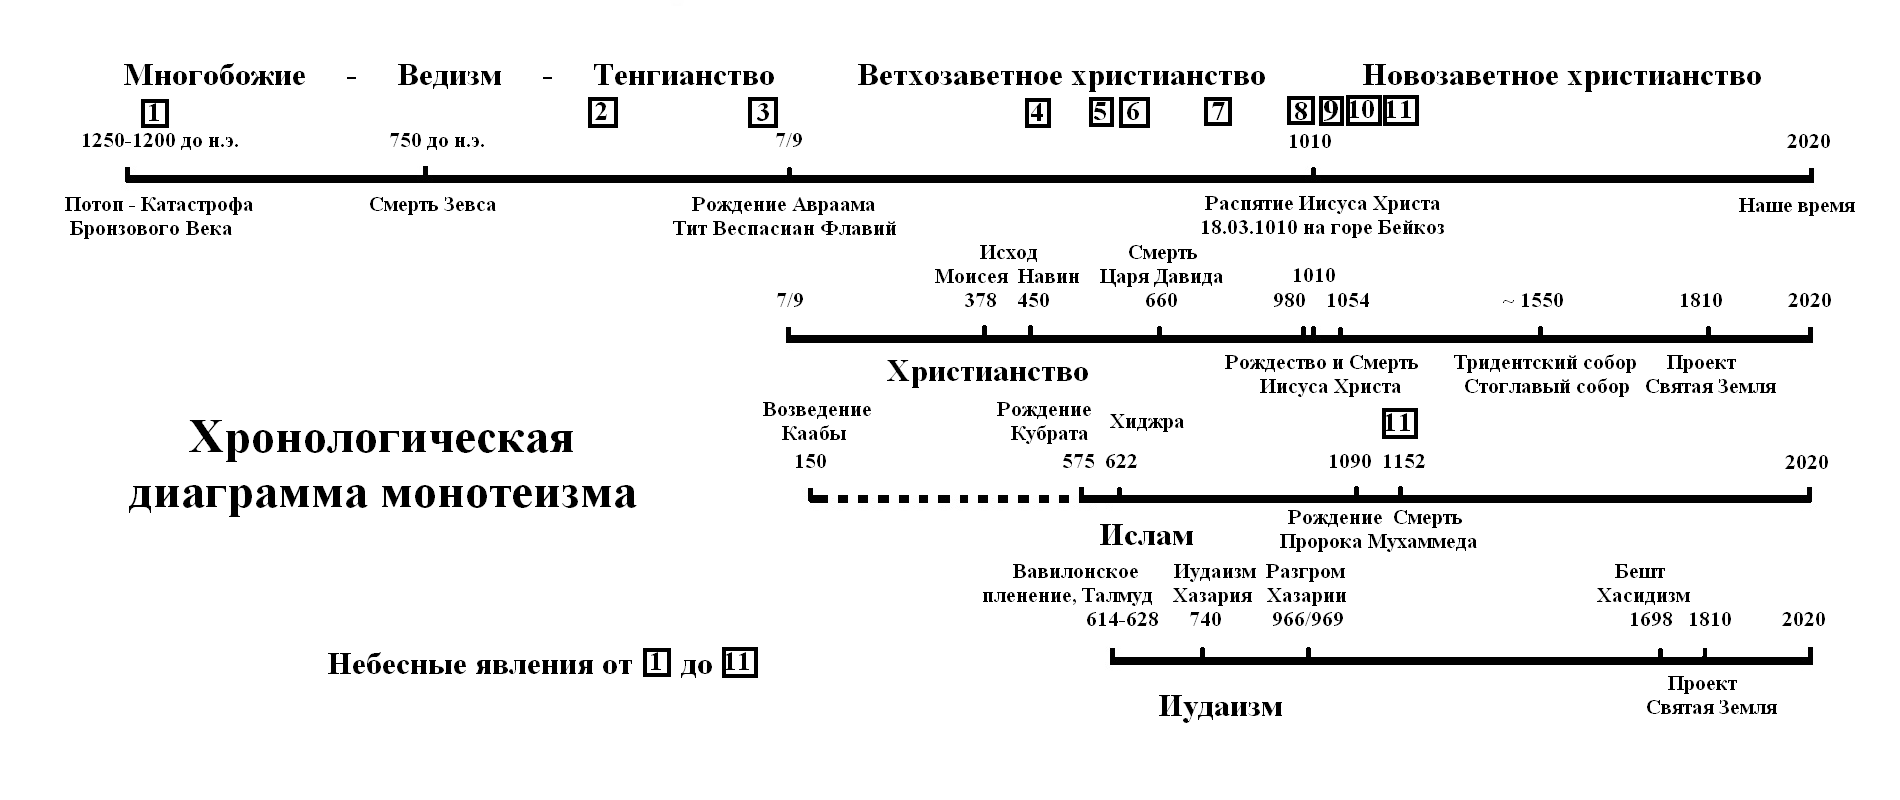 Многобожие - Ведизм - Тенгианство Ветхозаветное христианство Новозаветное христианство
1 2 3 4 5 6 7 8 9 10 11
1250-1200 до н.э. 750 до н.э. 7/9 1010 2020
Потоп - Катастрофа Смерть Зевса Рождение Авраама Распятие Иисуса Христа Наше время
Бронзового Века Тит Веспасиан Флавий 18.03.1010 на горе Бейкоз
Исход Смерть
Моисея Навин Царя Давида 1010
7/9 378 450 660 980 1054 ~ 1550 1810 2020
Христианство Рождество и Смерть Тридентский собор Проект
Иисуса Христа Стоглавый собор Святая Земля
Возведение Рождение Хиджра 11
Каабы Кубрата
150 575 622 1090 1152 2020
Хронологическая
диаграмма монотеизма
Ислам Рождение Смерть
Пророка Мухаммеда
Вавилонское Иудаизм Разгром Бешт
пленение, Талмуд Хазария Хазарии Хасидизм
614-628 740 966/969 1698 1810 2020
Небесные явления от 1 до 11
Иудаизм Проект
Святая Земля